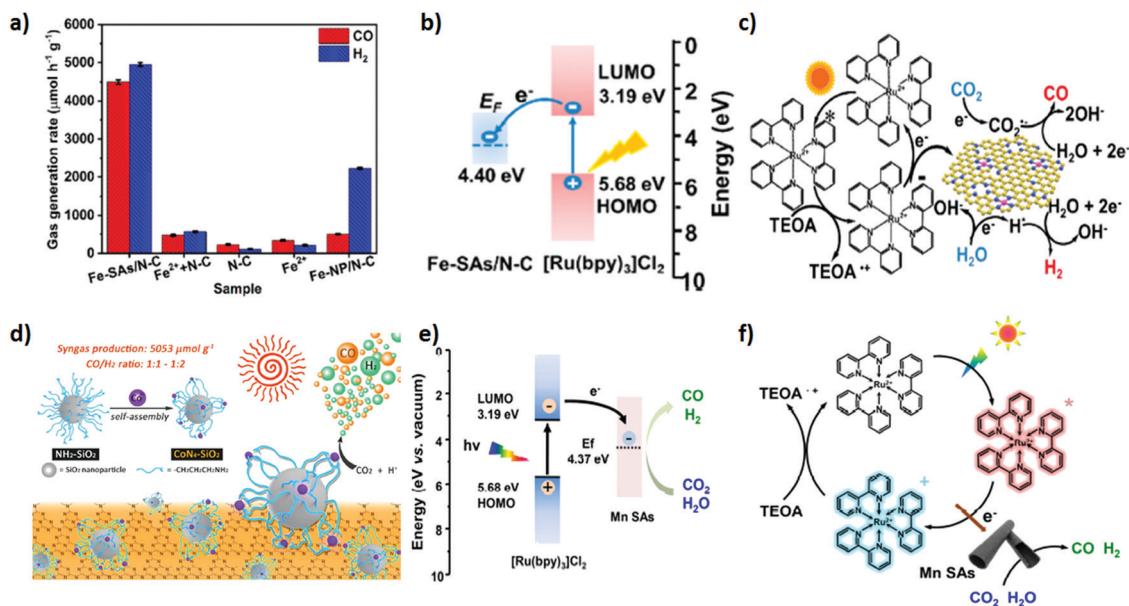 a)
6000
5000
4000
3000
2000
1000
0
Gas generation rate (μmol h⁻¹ g⁻¹)
CO
H₂
Fe-SAs/N-C
Fe²⁺+N-C
N-C
Fe²⁺
Fe-NP/N-C
Sample
b)
0
2
4
6
8
10
Energy (eV)
LUMO
3.19 eV
e⁻
E_F
4.40 eV
5.68 eV
HOMO
Fe-SAs/N-C
[Ru(bpy)₃]Cl₂
c)
N
Ru²⁺
*
TEOA
TEOA•⁺
e⁻
-
CO₂
CO
e⁻
CO₂•⁻
2OH⁻
H₂O + 2e⁻
H₂O + 2e⁻
OH⁻
e⁻
H•
OH⁻
H₂O
H₂
d)
Syngas production: 5053 μmol g⁻¹
CO/H₂ ratio: 1:1 - 1:2
Co
self-assembly
NH₂-SiO₂
CoN₄-SiO₂
= SiO₂ nanoparticle
= -CH₂CH₂CH₂NH₂
CO
H₂
CO₂ + H⁺
e)
0
2
4
6
8
10
Energy (eV vs. vacuum)
LUMO
3.19 eV
hv
5.68 eV
HOMO
[Ru(bpy)₃]Cl₂
e⁻
Ef
4.37 eV
Mn SAs
CO
H₂
CO₂
H₂O
f)
TEOA ·⁺
TEOA
N
Ru²⁺
*
+
e⁻
Mn SAs
CO H₂
CO₂ H₂O